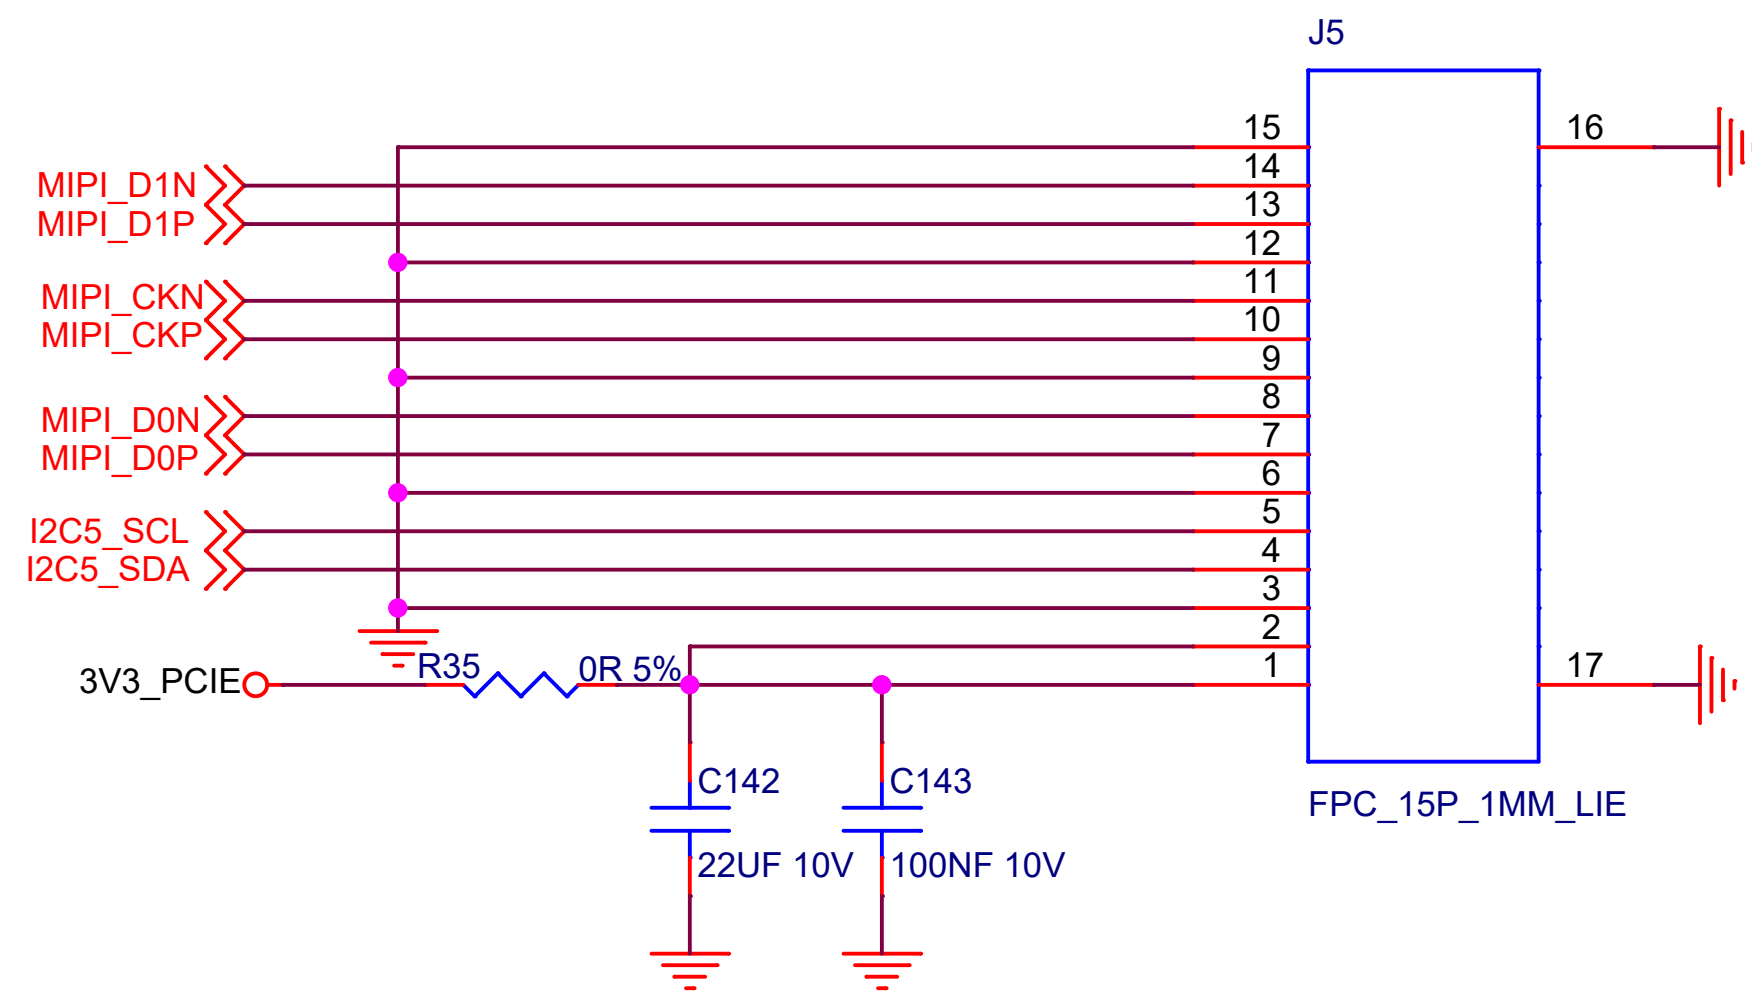 J5
15
16
14
MIPI_D1N
13
MIPI_D1P
12
11
MIPI_CKN
10
MIPI_CKP
9
8
MIPI_D0N
7
MIPI_D0P
6
5
I2C5_SCL
4
I2C5_SDA
3
2
R35
0R 5%
1
17
3V3_PCIE
C142
C143
FPC_15P_1MM_LIE
22UF 10V
100NF 10V